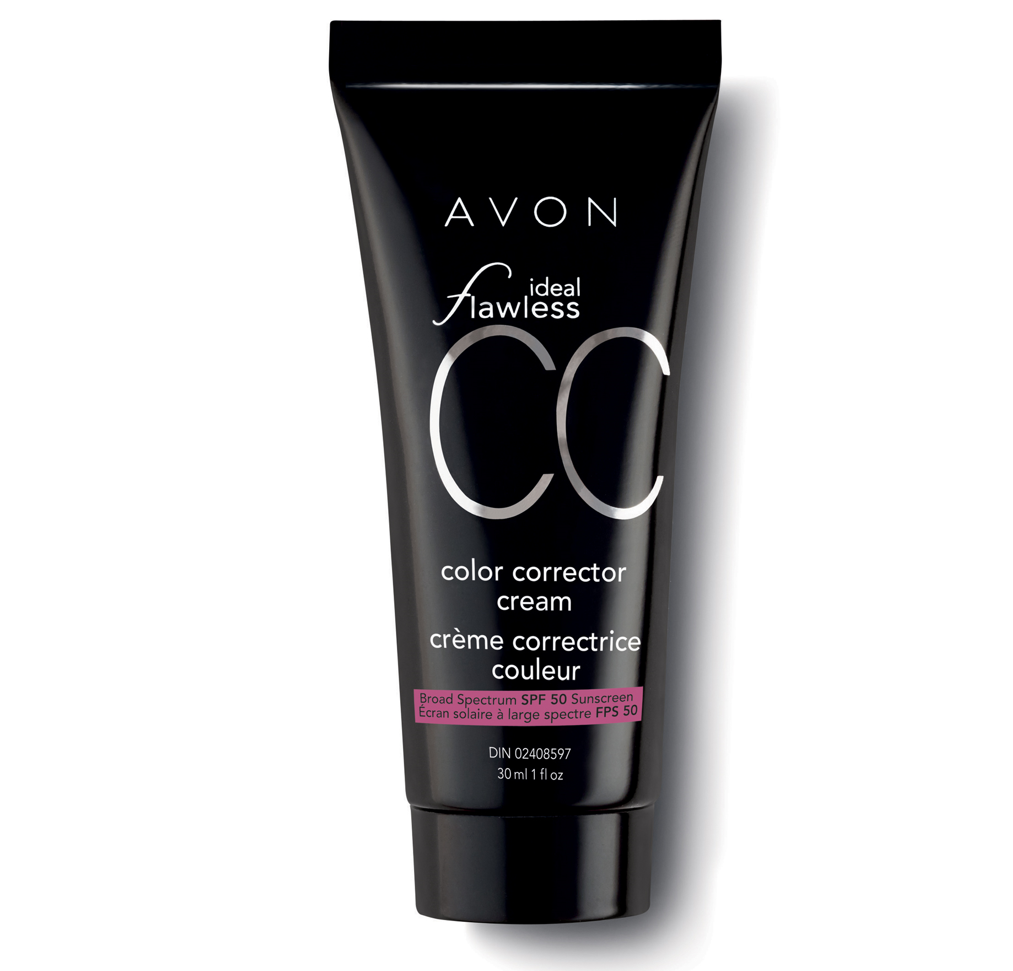 AVON
ideal
flawless
CC
color corrector
cream
crème correctrice
couleur
Broad Spectrum SPF 50 Sunscreen
Écran solaire à large spectre FPS 50
DIN 02408597
30 ml 1 fl oz